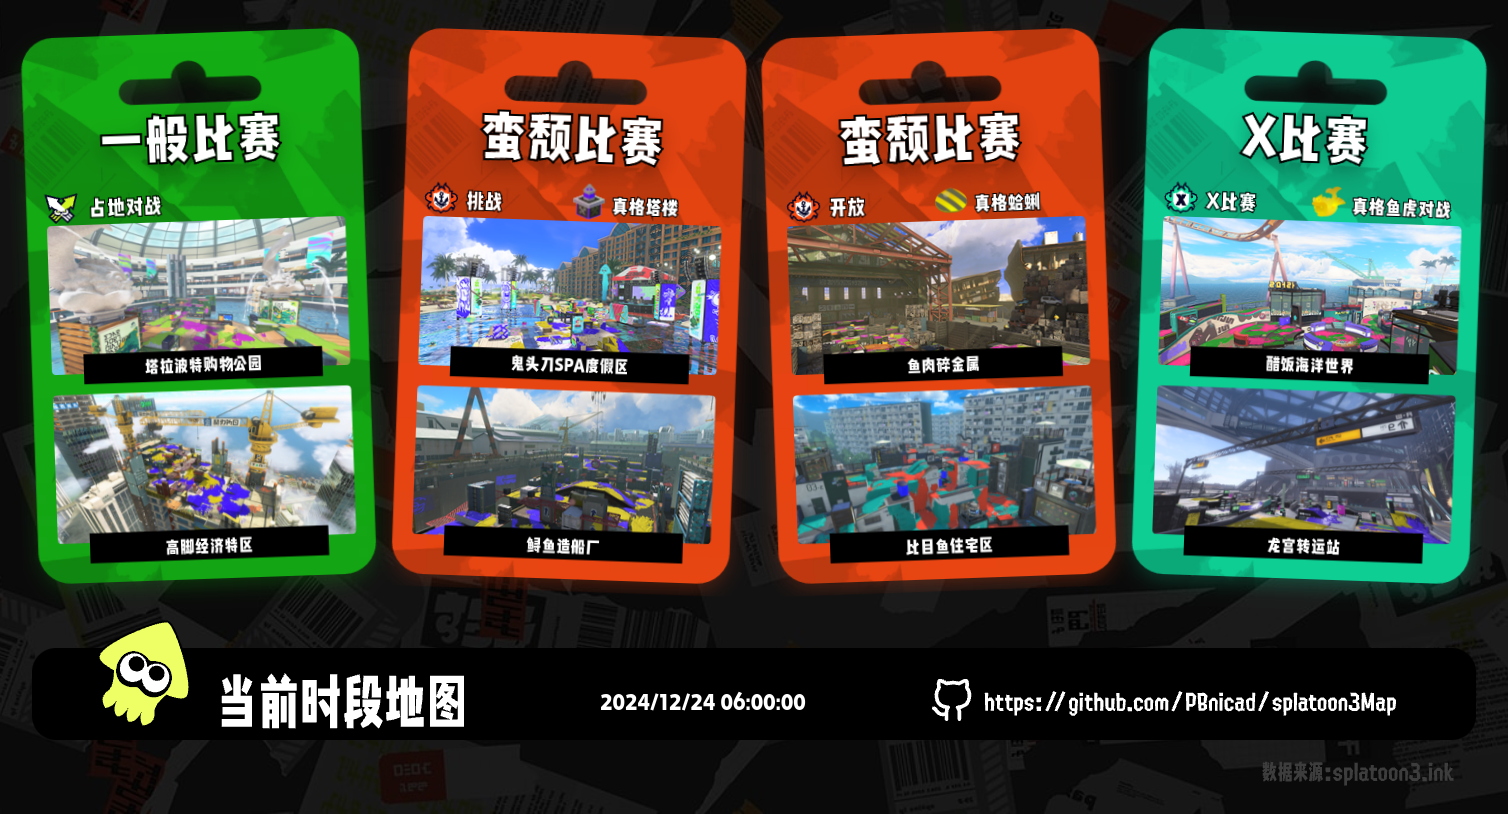 一般比赛
占地对战
塔拉波特购物公园
高脚经济特区
蛮颓比赛
挑战
真格塔楼
鬼头刀SPA度假区
鲟鱼造船厂
蛮颓比赛
开放
真格蛤蜊
鱼肉碎金属
比目鱼住宅区
X比赛
X比赛
真格鱼虎对战
醋饭海洋世界
龙宫转运站
当前时段地图
2024/12/24 06:00:00
https://github.com/PBnicad/splatoon3Map
数据来源:splatoon3.ink